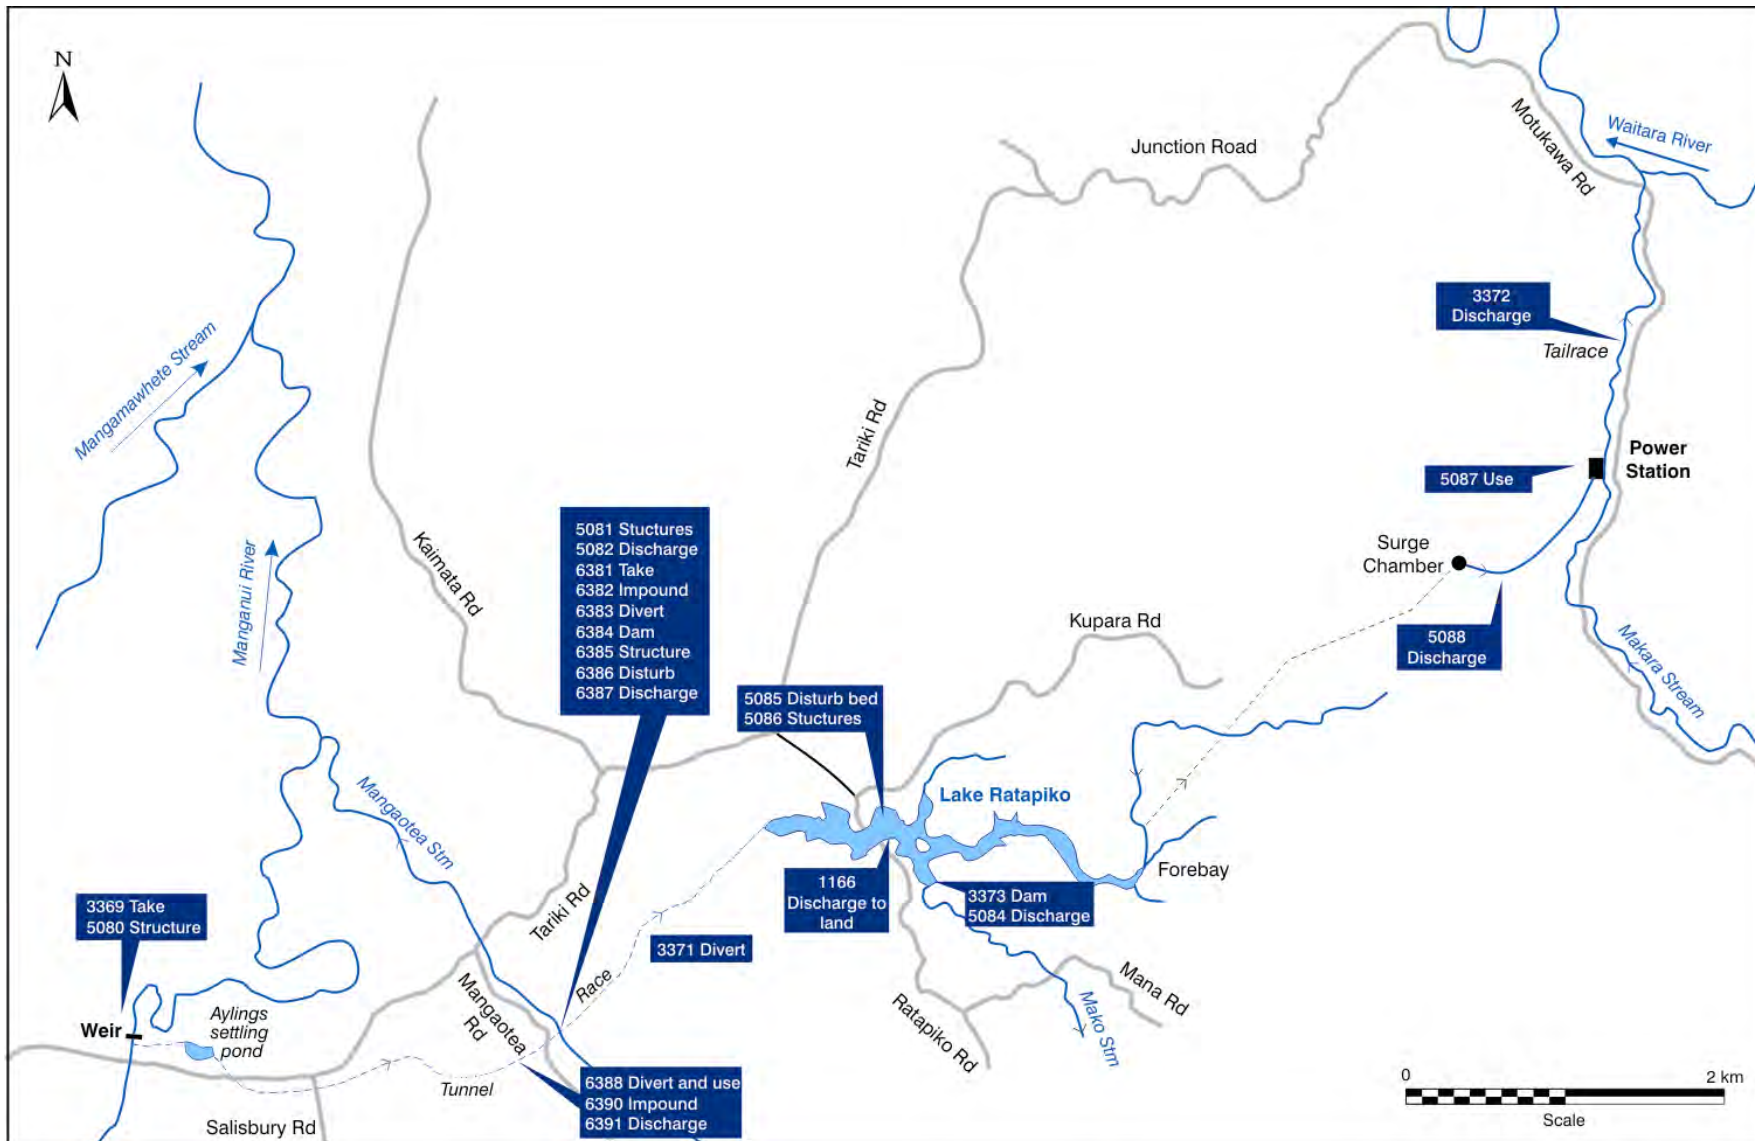 N
Junction Road
Motukawa Rd
Waitara River
3372
Discharge
Tailrace
Mangamawhete Stream
Tariki Rd
Power
Station
5087 Use
Surge
Chamber
Kaimata Rd
Manganui River
5081 Stuctures
5082 Discharge
6381 Take
6382 Impound
6383 Divert
6384 Dam
6385 Structure
6386 Disturb
6387 Discharge
Kupara Rd
5088
Discharge
Makara Stream
5085 Disturb bed
5086 Stuctures
Lake Ratapiko
Mangaotea Stm
Forebay
1166
Discharge to
land
3373 Dam
5084 Discharge
3369 Take
5080 Structure
Tariki Rd
3371 Divert
Race
Mangaotea
Rd
Mana Rd
Ratapiko Rd
Mako Stm
Weir
Aylings
settling
pond
Tunnel
6388 Divert and use
6390 Impound
6391 Discharge
Salisbury Rd
0 2 km
Scale